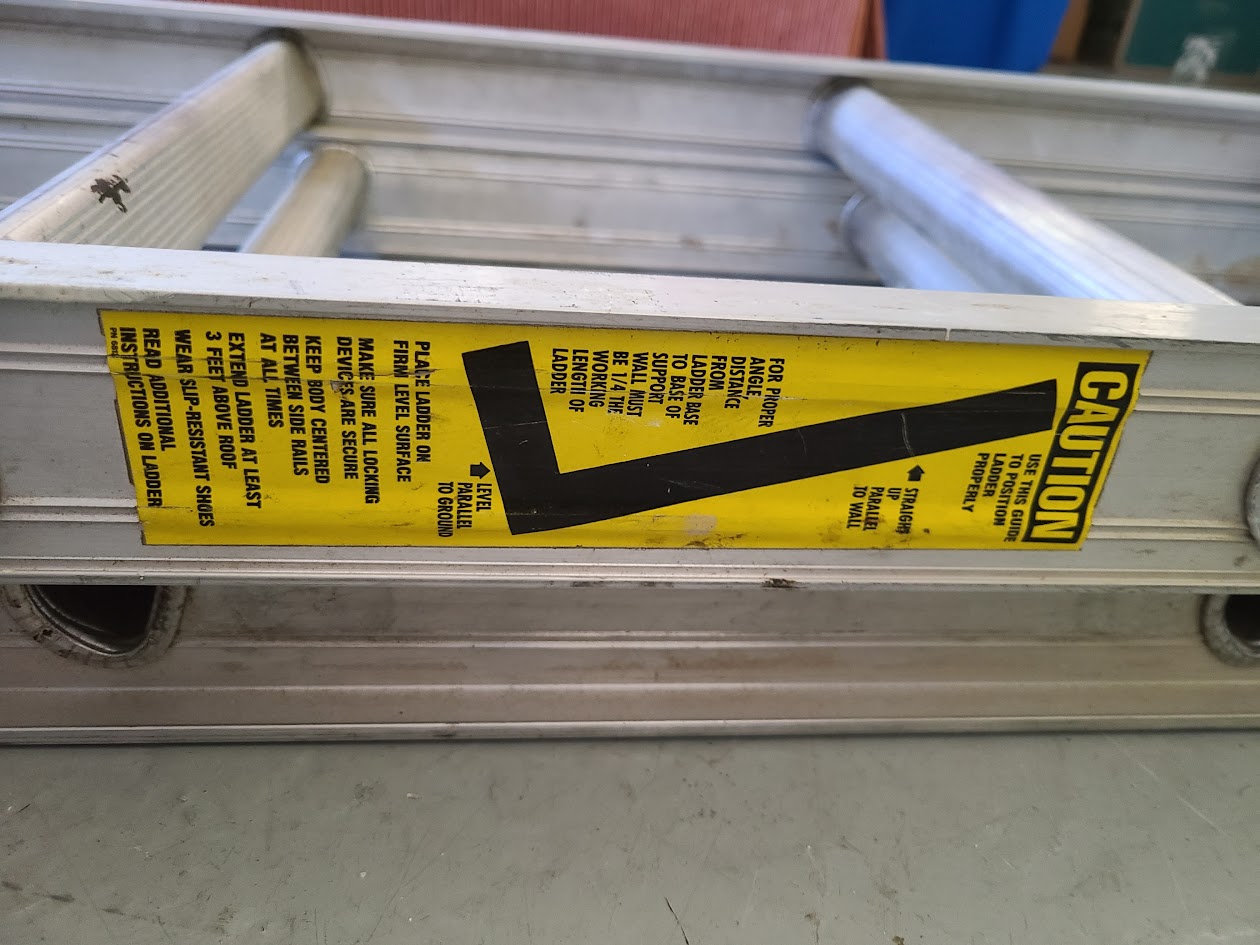 CAUTION
USE THIS GUIDE
TO POSITION
LADDER
PROPERLY
STRAIGHT
UP
PARALLEL
TO WALL
FOR PROPER
ANGLE,
DISTANCE
FROM
LADDER BASE
TO BASE OF
SUPPORT
WALL MUST
BE 1/4 THE
WORKING
LENGTH OF
LADDER
LEVEL
PARALLEL
TO GROUND
PLACE LADDER ON
FIRM LEVEL SURFACE
MAKE SURE ALL LOCKING
DEVICES ARE SECURE
KEEP BODY CENTERED
BETWEEN SIDE RAILS
AT ALL TIMES
EXTEND LADDER AT LEAST
3 FEET ABOVE ROOF
WEAR SLIP-RESISTANT SHOES
READ ADDITIONAL
INSTRUCTIONS ON LADDER